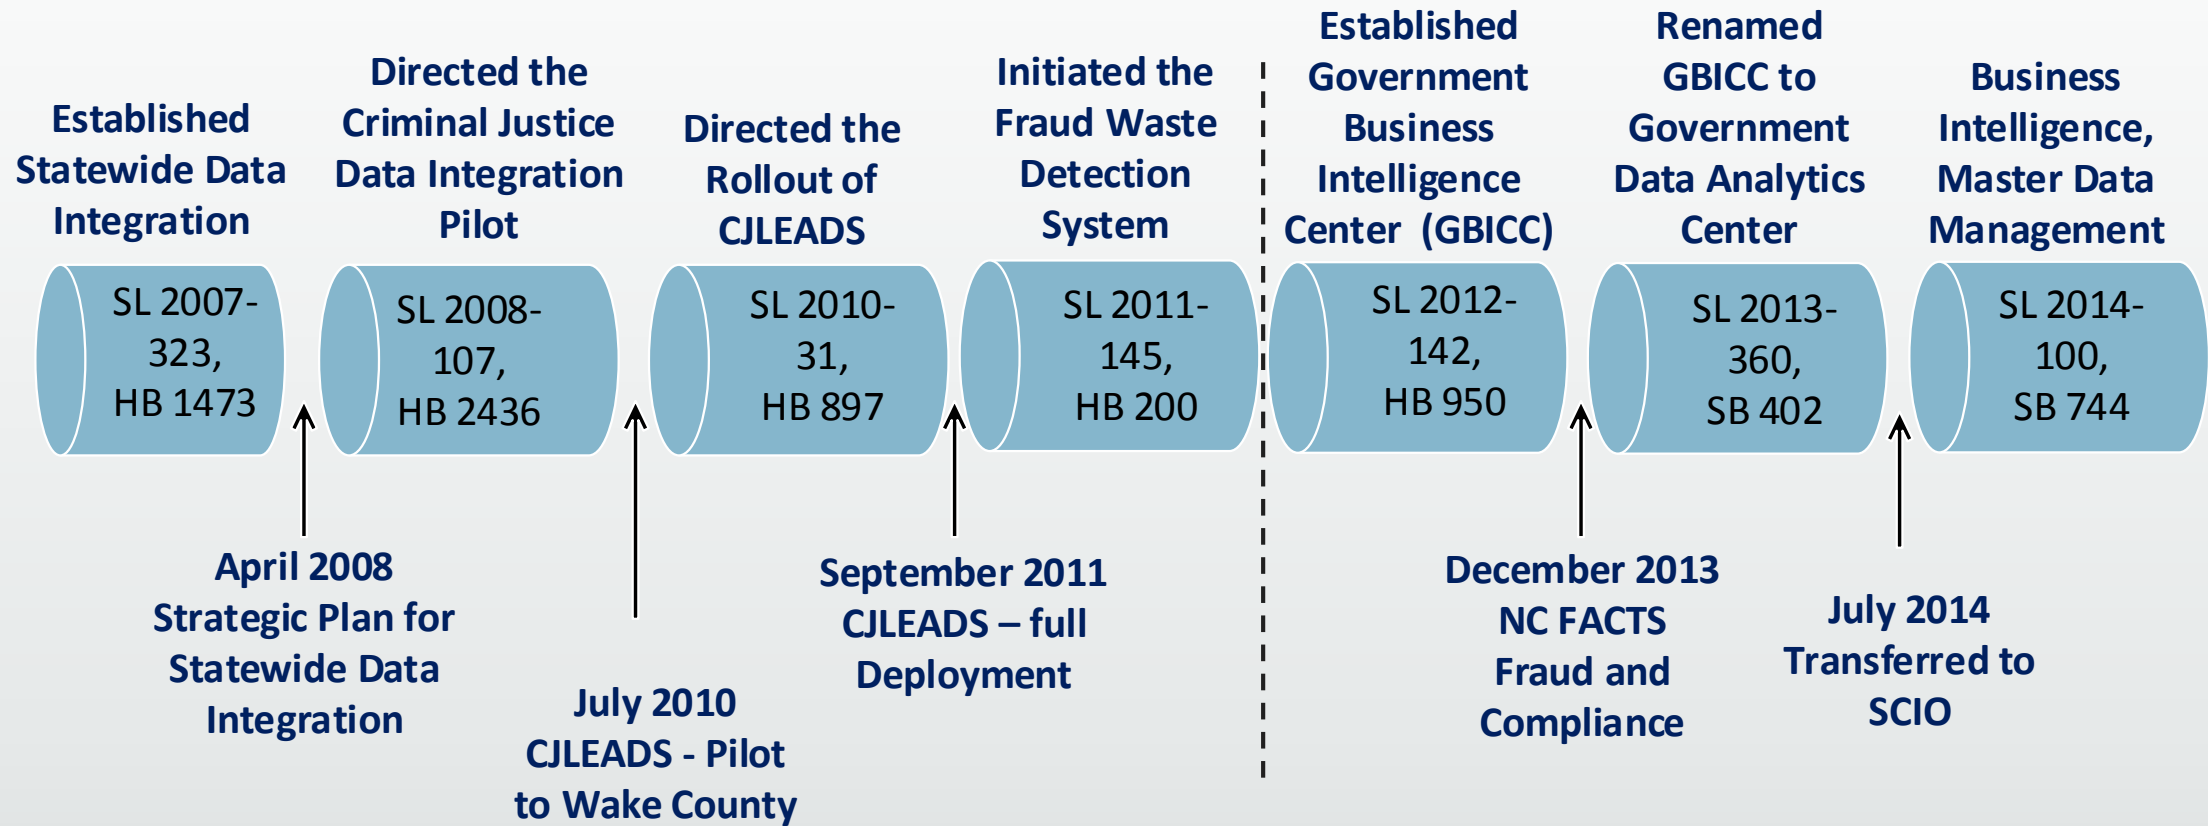 Established
Statewide Data
Integration
Directed the
Criminal Justice
Data Integration
Pilot
Directed the
Rollout of
CJLEADS
Initiated the
Fraud Waste
Detection
System
Established
Government
Business
Intelligence
Center (GBICC)
Renamed
GBICC to
Government
Data Analytics
Center
Business
Intelligence,
Master Data
Management
SL 2007-
323,
HB 1473
SL 2008-
107,
HB 2436
SL 2010-
31,
HB 897
SL 2011-
145,
HB 200
SL 2012-
142,
HB 950
SL 2013-
360,
SB 402
SL 2014-
100,
SB 744
April 2008
Strategic Plan for
Statewide Data
Integration
July 2010
CJLEADS - Pilot
to Wake County
September 2011
CJLEADS – full
Deployment
December 2013
NC FACTS
Fraud and
Compliance
July 2014
Transferred to
SCIO